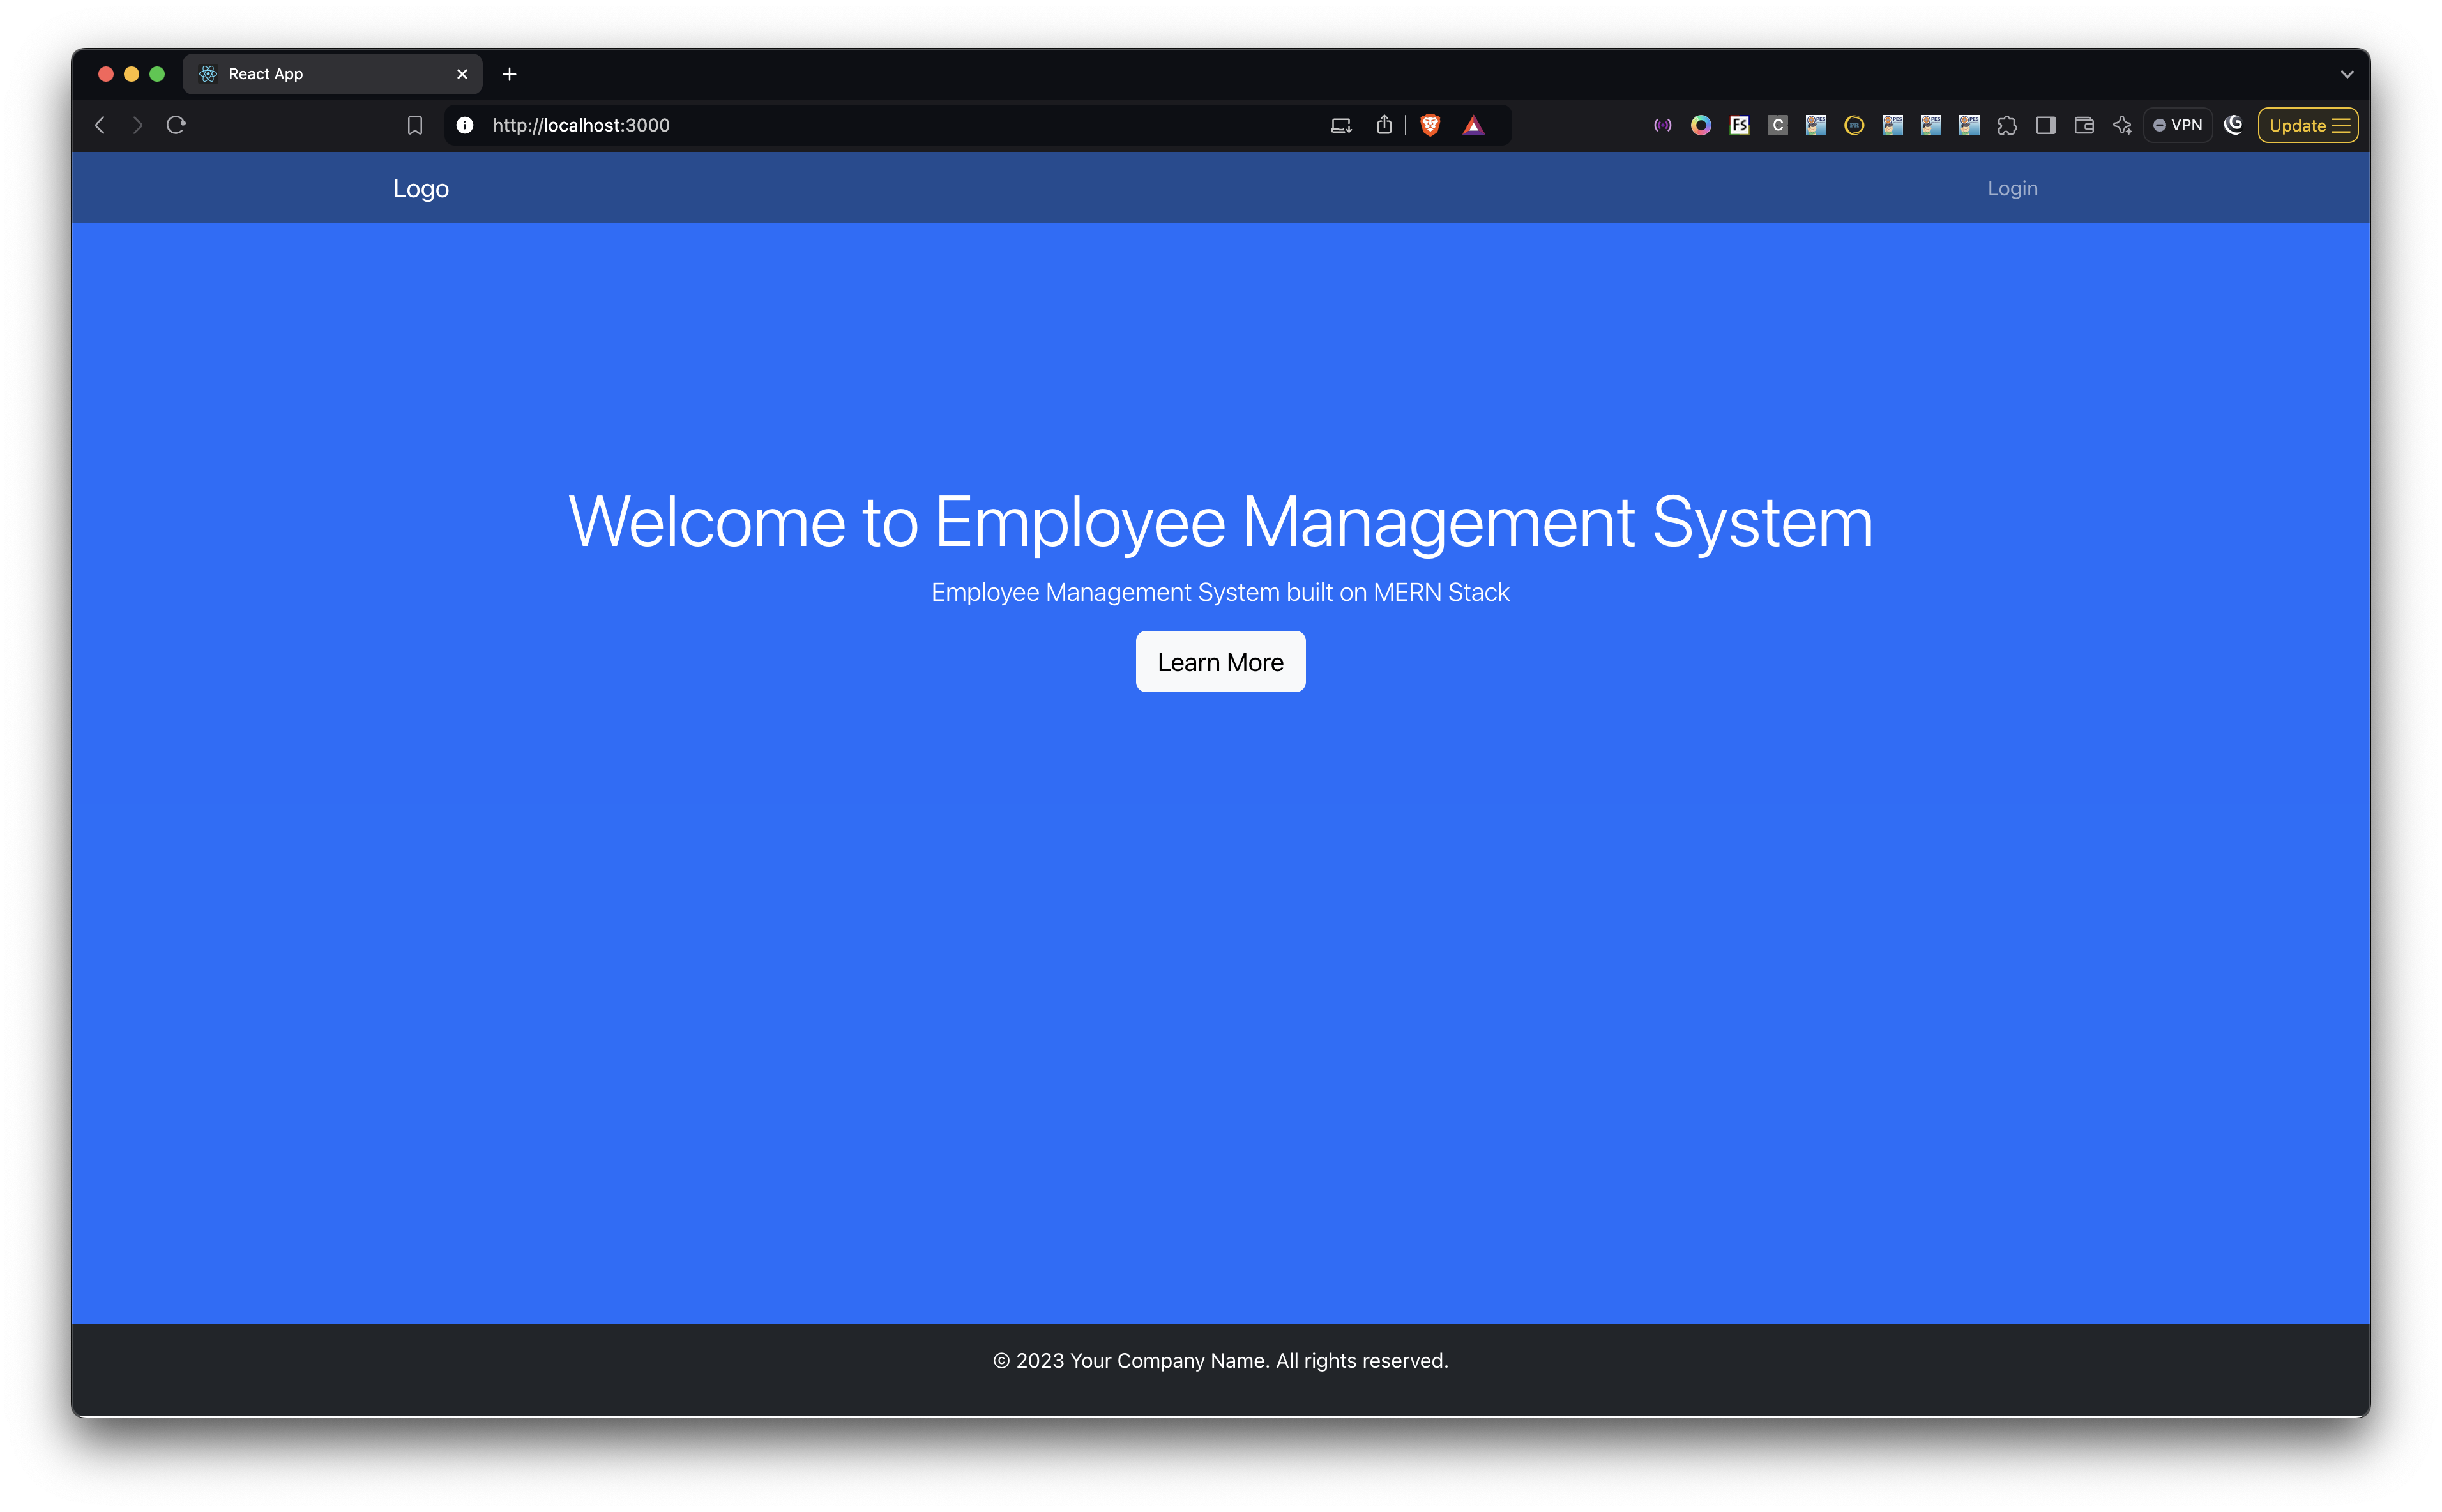 React App
http://localhost:3000
FS
C
VPN
Update
Logo
Login
Welcome to Employee Management System
Employee Management System built on MERN Stack
Learn More
© 2023 Your Company Name. All rights reserved.